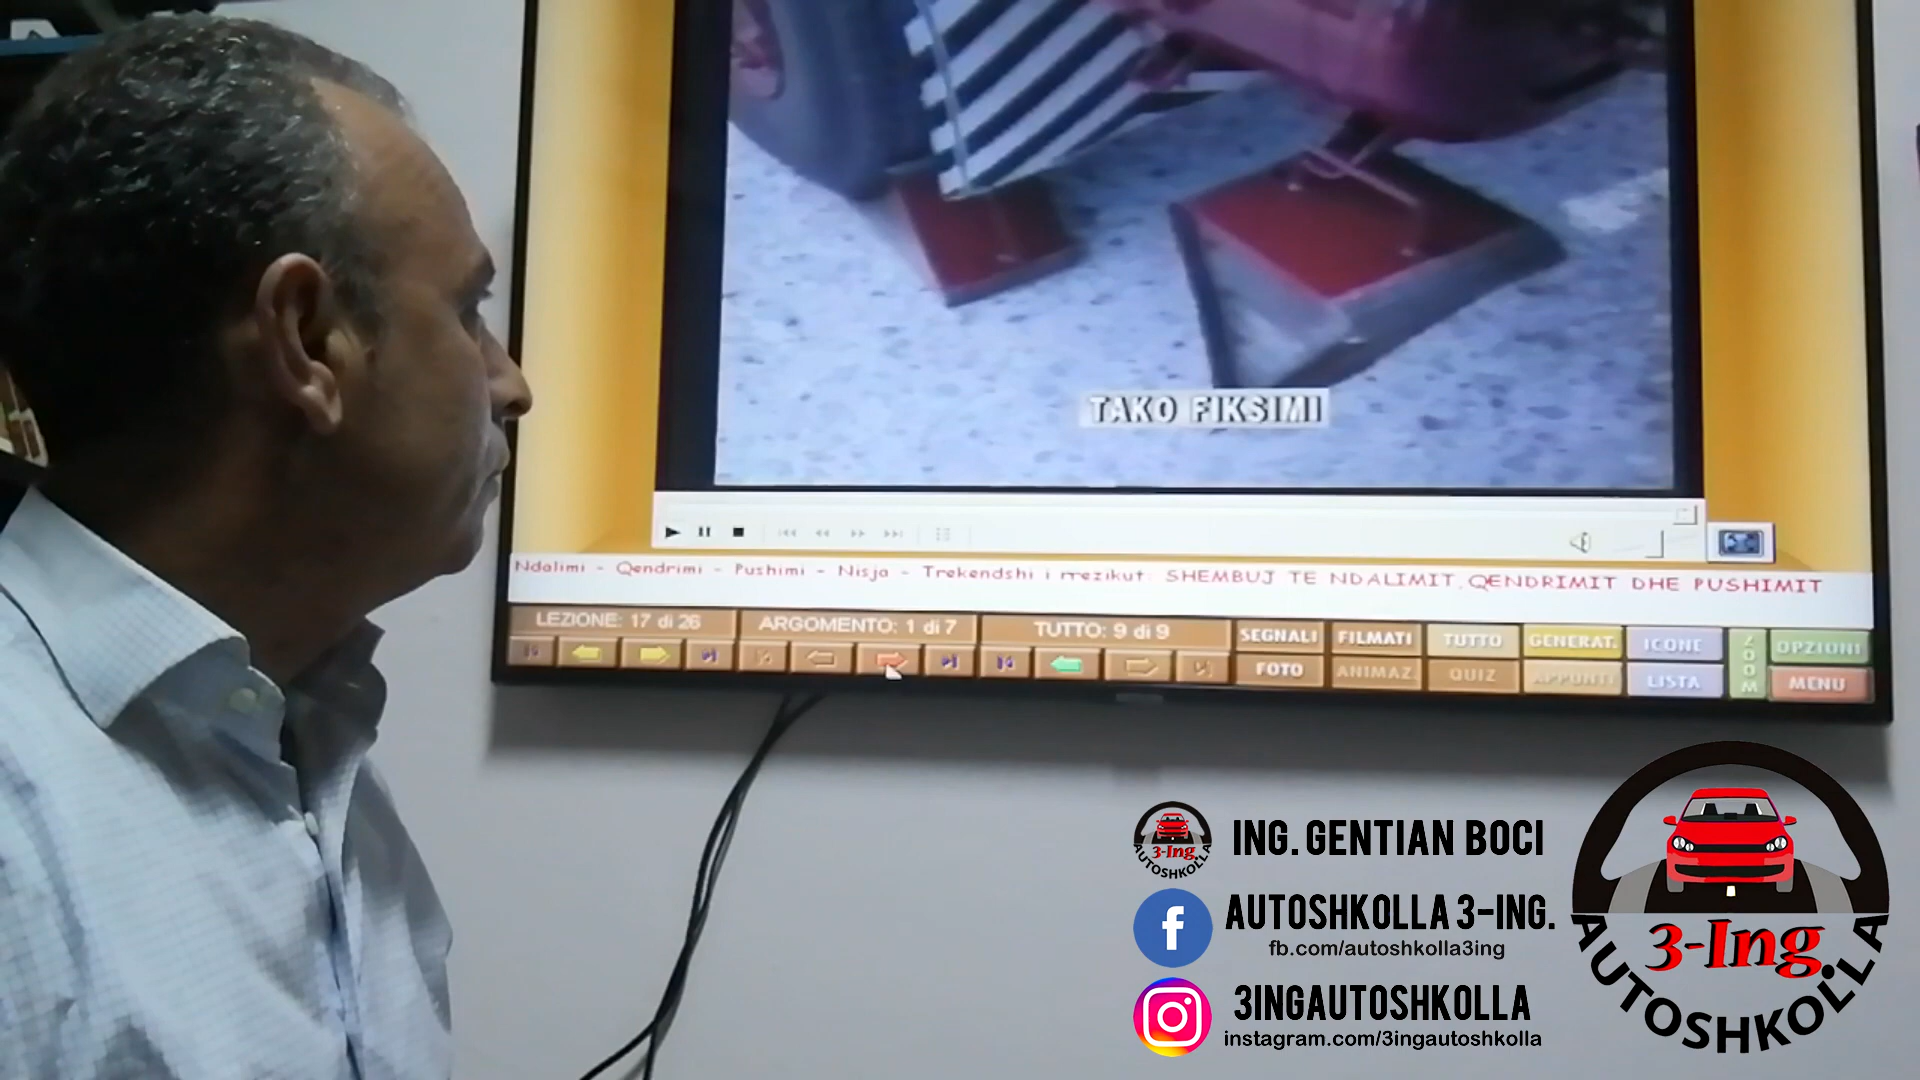 TAKO FIKSIMI
Ndalimi - Qendrimi - Pushimi - Nisja - Trekendshi i rrezikut: SHEMBUJ TE NDALIMIT,QENDRIMIT DHE PUSHIMIT
LEZIONE: 17 di 26
ARGOMENTO: 1 di 7
TUTTO: 9 di 9
SEGNALI
FILMATI
TUTTO
GENERAT.
ICONE
ZOOM
OPZIONI
FOTO
ANIMAZ.
QUIZ
APPUNTI
LISTA
MENU
3-Ing.
AUTOSHKOLLA
ING. GENTIAN BOCI
AUTOSHKOLLA 3-ING.
fb.com/autoshkolla3ing
3INGAUTOSHKOLLA
instagram.com/3ingautoshkolla
3-Ing.
AUTOSHKOLLA